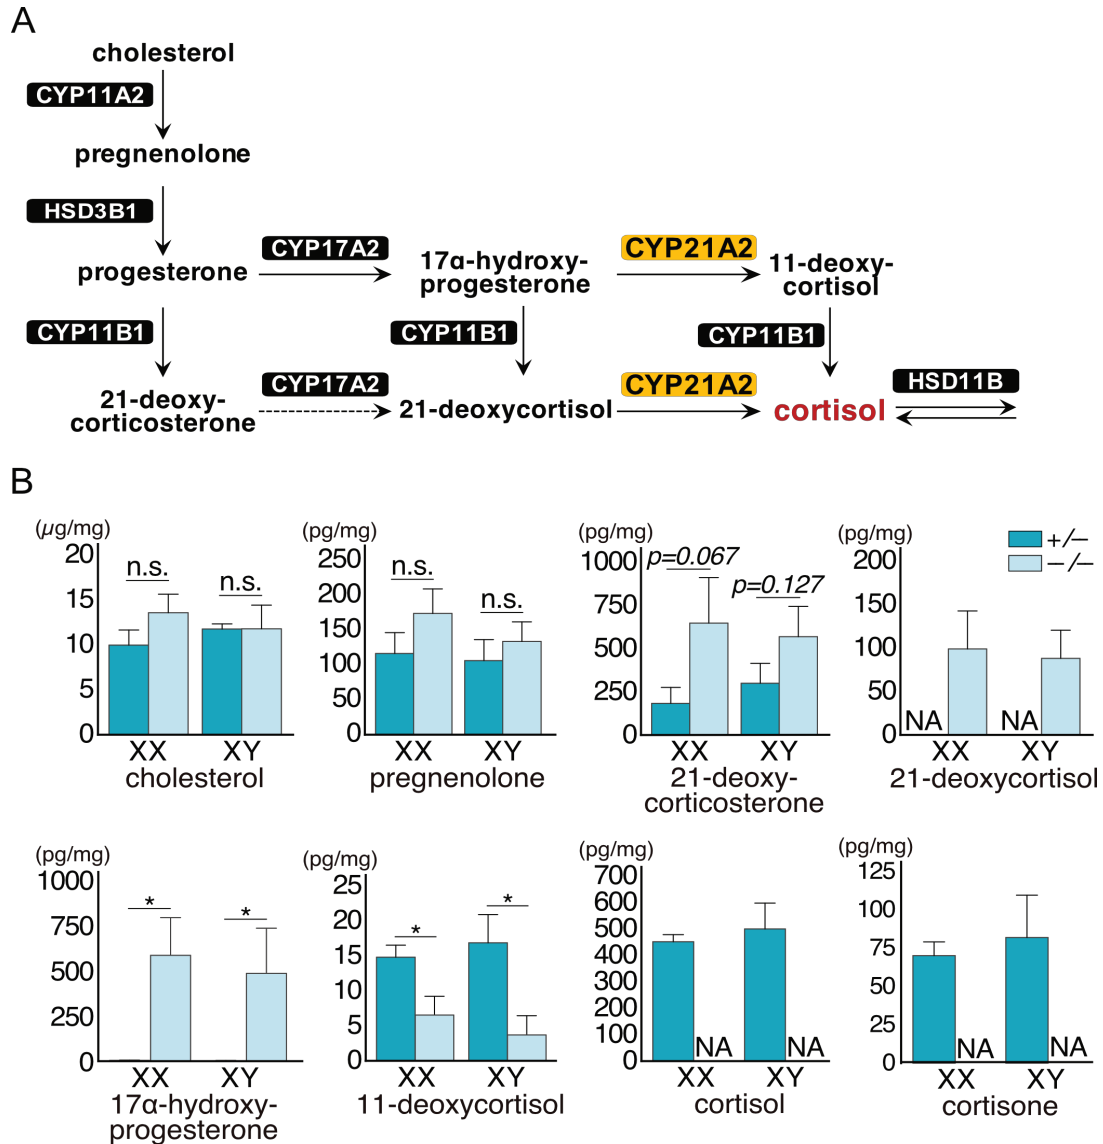 A
cholesterol
CYP11A2
pregnenolone
HSD3B1
progesterone
CYP17A2
17α-hydroxy-
progesterone
CYP21A2
11-deoxy-
cortisol
CYP11B1
CYP11B1
CYP11B1
21-deoxy-
corticosterone
CYP17A2
21-deoxycortisol
CYP21A2
cortisol
HSD11B
B
(µg/mg)
20
15
10
5
0
n.s.
n.s.
XX
XY
cholesterol
(pg/mg)
250
200
150
100
50
0
n.s.
n.s.
XX
XY
pregnenolone
(pg/mg)
1000
750
500
250
0
p=0.067
p=0.127
XX
XY
21-deoxy-
corticosterone
(pg/mg)
200
150
100
50
0
NA
NA
XX
XY
21-deoxycortisol
+/−
−/−
(pg/mg)
1000
750
500
250
0
*
*
XX
XY
17α-hydroxy-
progesterone
(pg/mg)
25
20
15
10
5
0
*
*
XX
XY
11-deoxycortisol
(pg/mg)
700
600
500
400
300
200
100
0
NA
NA
XX
XY
cortisol
(pg/mg)
125
100
75
50
25
0
NA
NA
XX
XY
cortisone